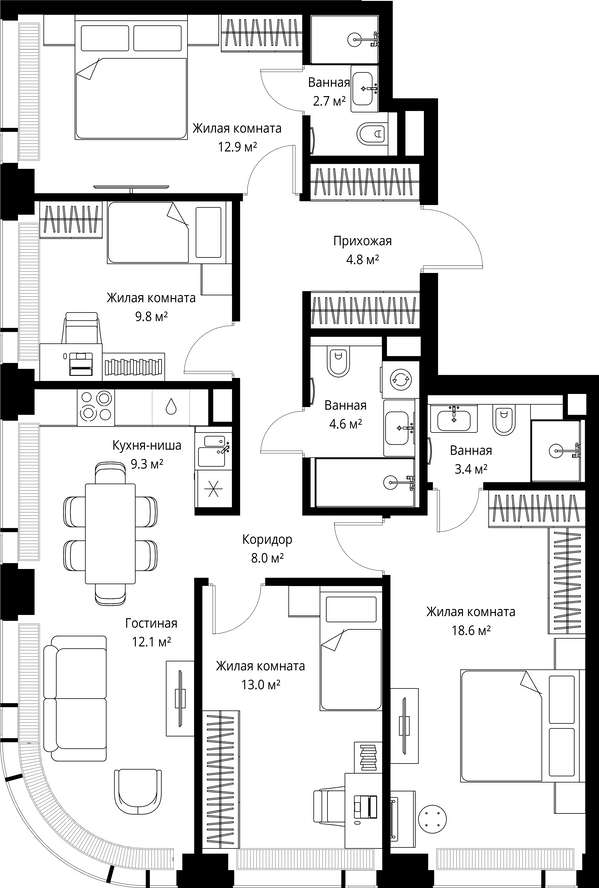 Ванная
2.7 м²
Жилая комната
12.9 м²
Прихожая
4.8 м²
Жилая комната
9.8 м²
Ванная
4.6 м²
Кухня-ниша
9.3 м²
Ванная
3.4 м²
Коридор
8.0 м²
Гостиная
12.1 м²
Жилая комната
18.6 м²
Жилая комната
13.0 м²